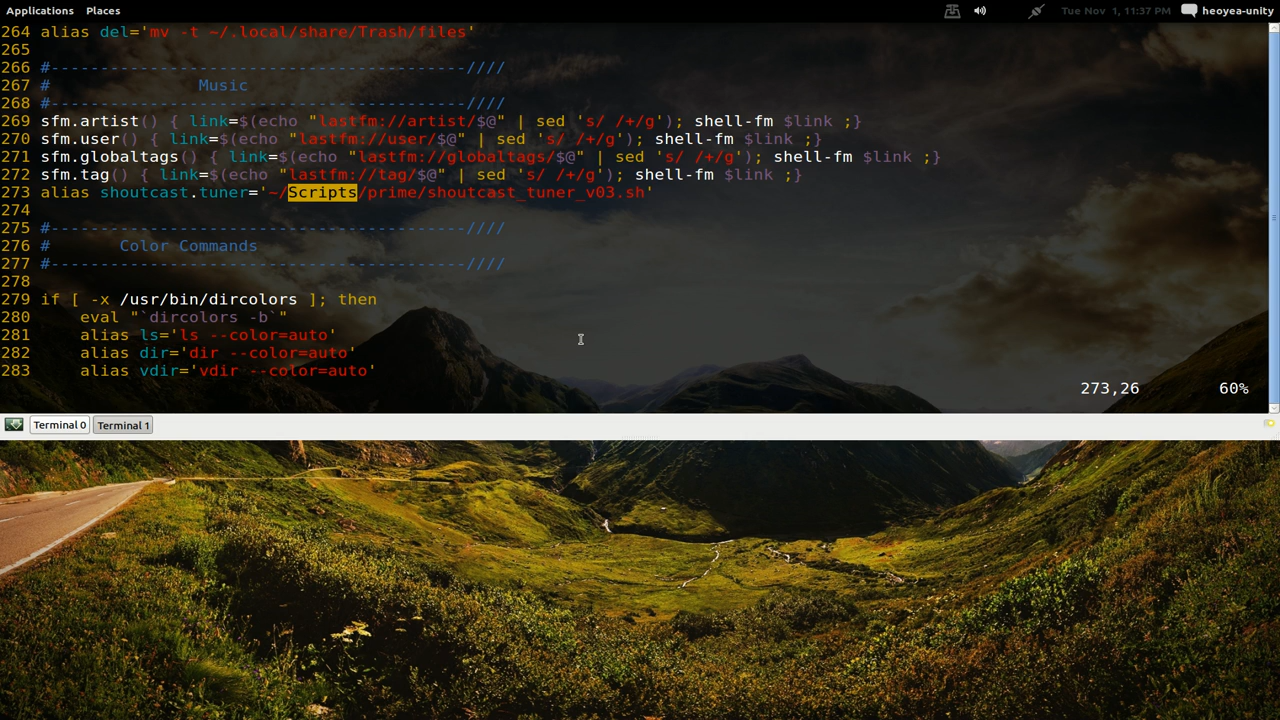 Applications Places Tue Nov 1, 11:37 PM heoyea-unity
264 alias del='mv -t ~/.local/share/Trash/files'
265
266 #------------------------------------------////
267 #               Music
268 #------------------------------------------////
269 sfm.artist() { link=$(echo "lastfm://artist/$@" | sed 's/ /+/g'); shell-fm $link ;}
270 sfm.user() { link=$(echo "lastfm://user/$@" | sed 's/ /+/g'); shell-fm $link ;}
271 sfm.globaltags() { link=$(echo "lastfm://globaltags/$@" | sed 's/ /+/g'); shell-fm $link ;}
272 sfm.tag() { link=$(echo "lastfm://tag/$@" | sed 's/ /+/g'); shell-fm $link ;}
273 alias shoutcast.tuner='~/Scripts/prime/shoutcast_tuner_v03.sh'
274
275 #------------------------------------------////
276 #       Color Commands
277 #------------------------------------------////
278
279 if [ -x /usr/bin/dircolors ]; then
280     eval "`dircolors -b`"
281     alias ls='ls --color=auto'
282     alias dir='dir --color=auto'
283     alias vdir='vdir --color=auto'
273,26 60%
Terminal 0 Terminal 1